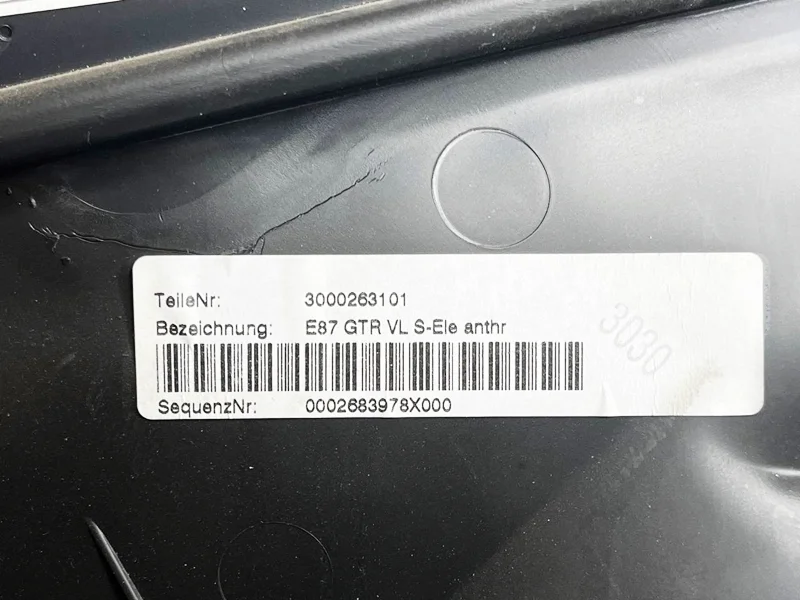 TeileNr: 3000263101
Bezeichnung: E87 GTR VL S-Ele anthr
3030
SequenzNr: 0002683978X000